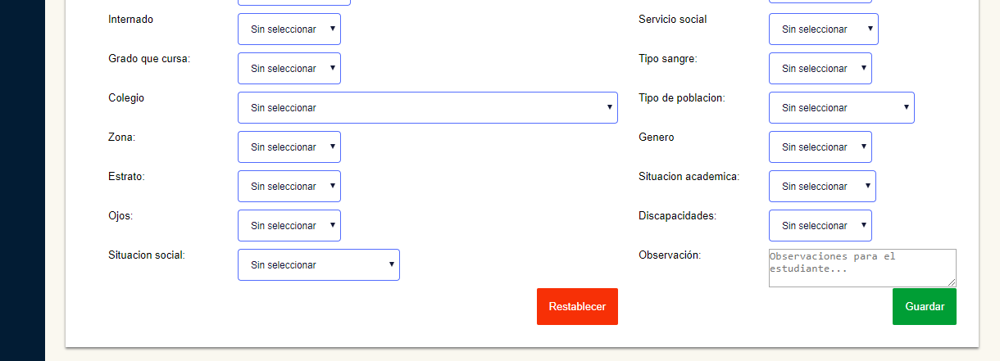 Internado Sin seleccionar Servicio social Sin seleccionar
Grado que cursa: Sin seleccionar Tipo sangre: Sin seleccionar
Colegio Sin seleccionar Tipo de poblacion: Sin seleccionar
Zona: Sin seleccionar Genero Sin seleccionar
Estrato: Sin seleccionar Situacion academica: Sin seleccionar
Ojos: Sin seleccionar Discapacidades: Sin seleccionar
Situacion social: Sin seleccionar Observación: Observaciones para el
estudiante...
Restablecer Guardar